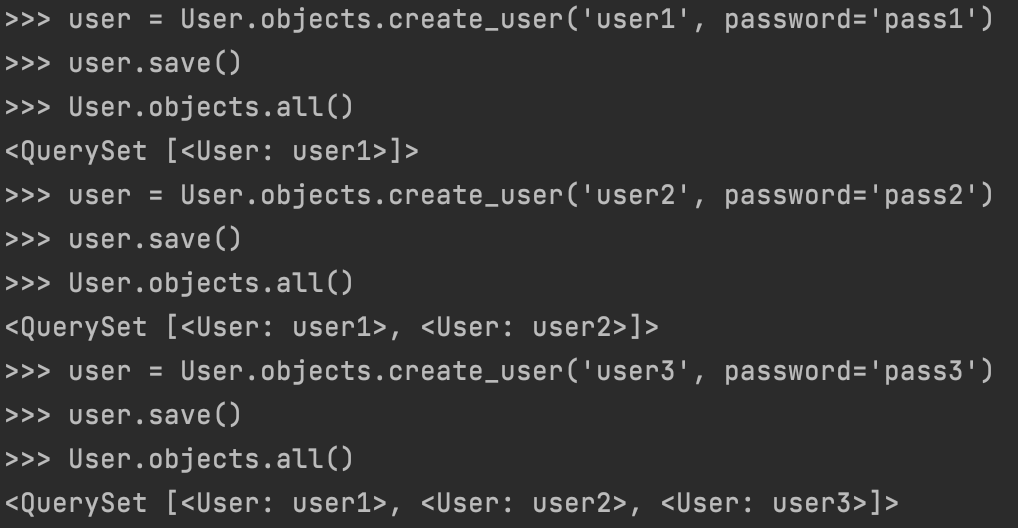 >>> user = User.objects.create_user('user1', password='pass1')
>>> user.save()
>>> User.objects.all()
<QuerySet [<User: user1>]>
>>> user = User.objects.create_user('user2', password='pass2')
>>> user.save()
>>> User.objects.all()
<QuerySet [<User: user1>, <User: user2>]>
>>> user = User.objects.create_user('user3', password='pass3')
>>> user.save()
>>> User.objects.all()
<QuerySet [<User: user1>, <User: user2>, <User: user3>]>